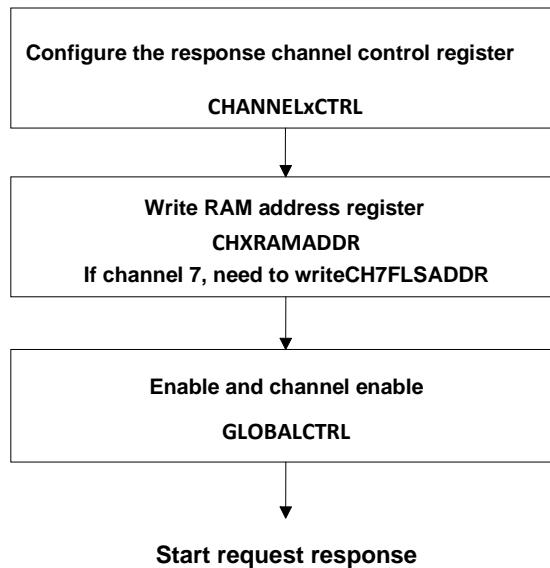 Configure the response channel control register
CHANNELxCTRL
Write RAM address register
CHXRAMADDR
If channel 7, need to writeCH7FLSADDR
Enable and channel enable
GLOBALCTRL
Start request response